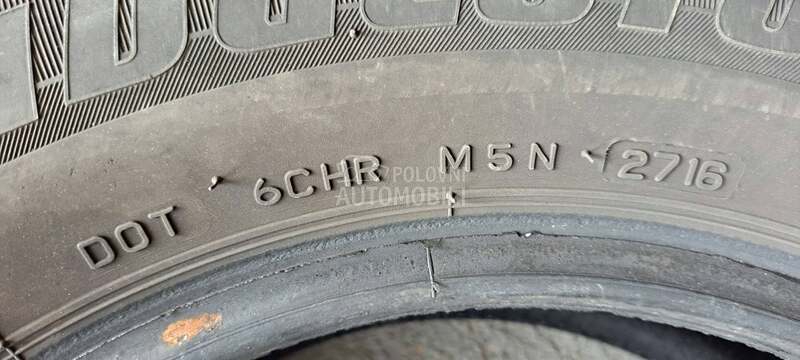 DOT 6CHR M5N 2716
POLOVNI
AUTOMOBILI